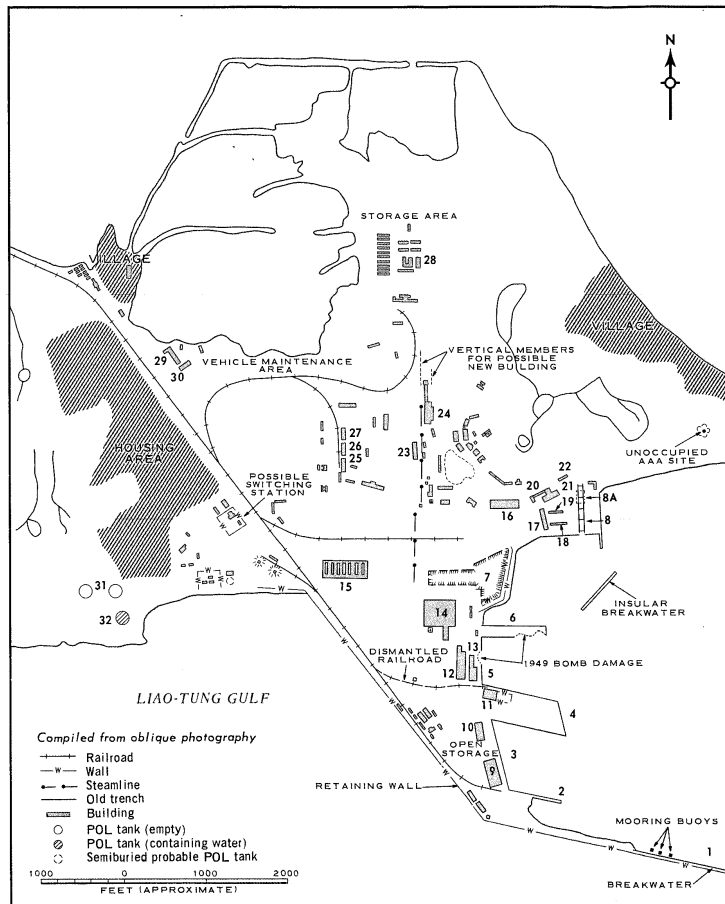 N
STORAGE AREA
28
VILLAGE
VILLAGE
29
30
VEHICLE MAINTENANCE
AREA
VERTICAL MEMBERS
FOR POSSIBLE
NEW BUILDING
24
27
26
25
23
HOUSING
AREA
UNOCCUPIED
AAA SITE
POSSIBLE
SWITCHING
STATION
22
20
21
19
8A
16
17
8
18
15
7
31
32
14
6
INSULAR
BREAKWATER
13
DISMANTLED
RAILROAD
12
5
1949 BOMB DAMAGE
11
4
10
3
OPEN
STORAGE
9
2
RETAINING WALL
MOORING BUOYS
1
BREAKWATER
W
W
W
W
W
W
W
W
W
W
W
W
LIAO-TUNG GULF
Compiled from oblique photography
Railroad
W Wall
Steamline
Old trench
Building
POL tank (empty)
POL tank (containing water)
Semiburied probable POL tank
1000 0 1000 2000
FEET (APPROXIMATE)